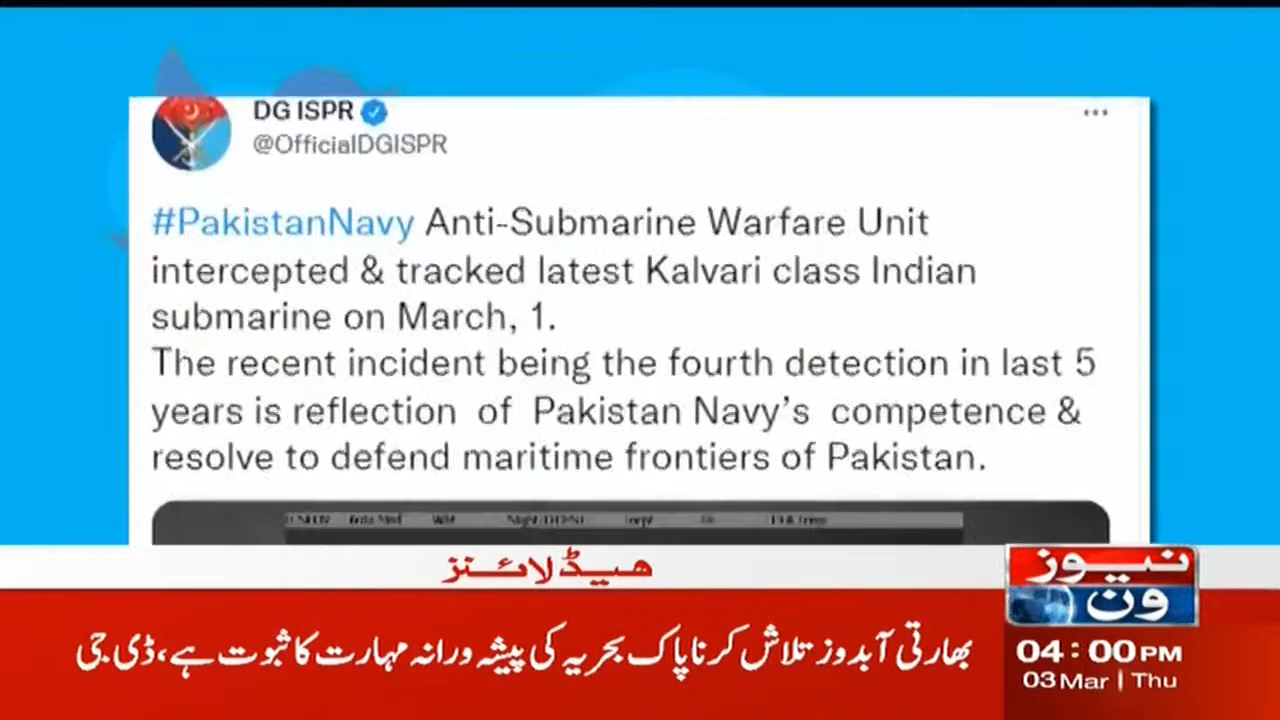 DG ISPR
@OfficialDGISPR
#PakistanNavy Anti-Submarine Warfare Unit
intercepted & tracked latest Kalvari class Indian
submarine on March, 1.
The recent incident being the fourth detection in last 5
years is reflection of Pakistan Navy's competence &
resolve to defend maritime frontiers of Pakistan.
ہیڈلائنز
نیوز
ون
بھارتی آبدوز تلاش کرنا پاک بحریہ کی پیشہ ورانہ مہارت کا ثبوت ہے، ڈی جی
04:00PM
03 Mar | Thu